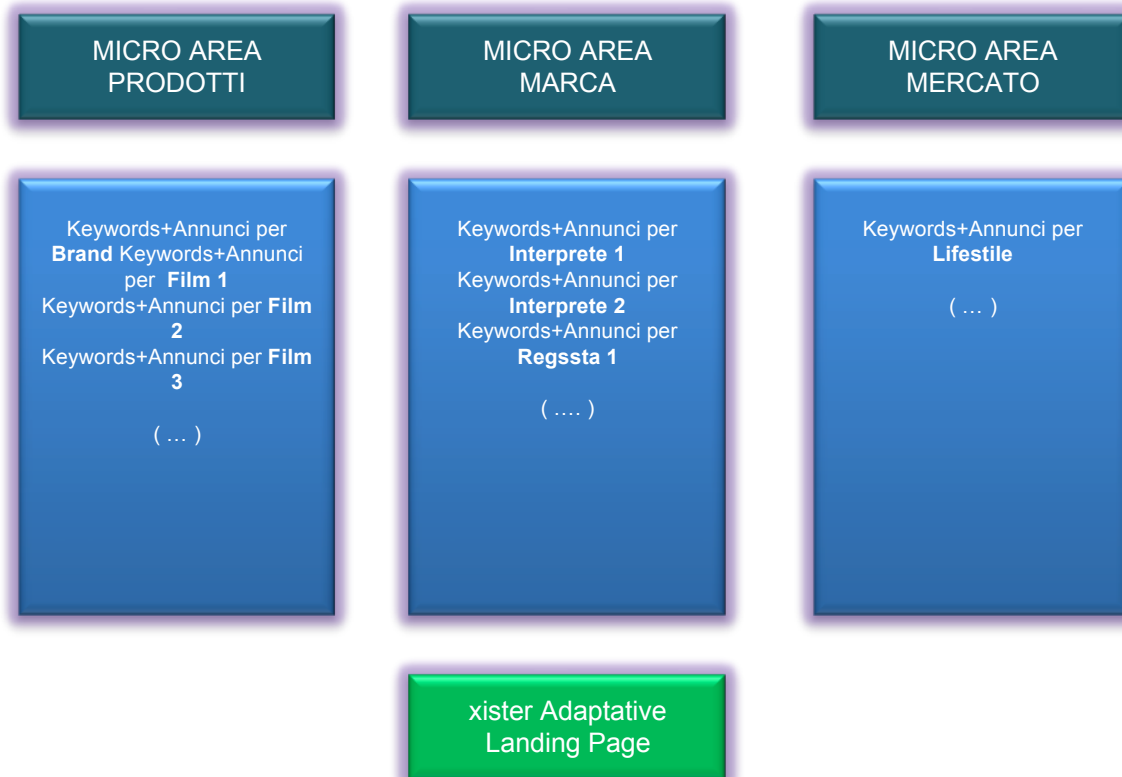 MICRO AREA
PRODOTTI
MICRO AREA
MARCA
MICRO AREA
MERCATO
Keywords+Annunci per
Brand Keywords+Annunci
per Film 1
Keywords+Annunci per Film
2
Keywords+Annunci per Film
3
( … )
Keywords+Annunci per
Interprete 1
Keywords+Annunci per
Interprete 2
Keywords+Annunci per
Regssta 1
( …. )
Keywords+Annunci per
Lifestile
( … )
xister Adaptative
Landing Page